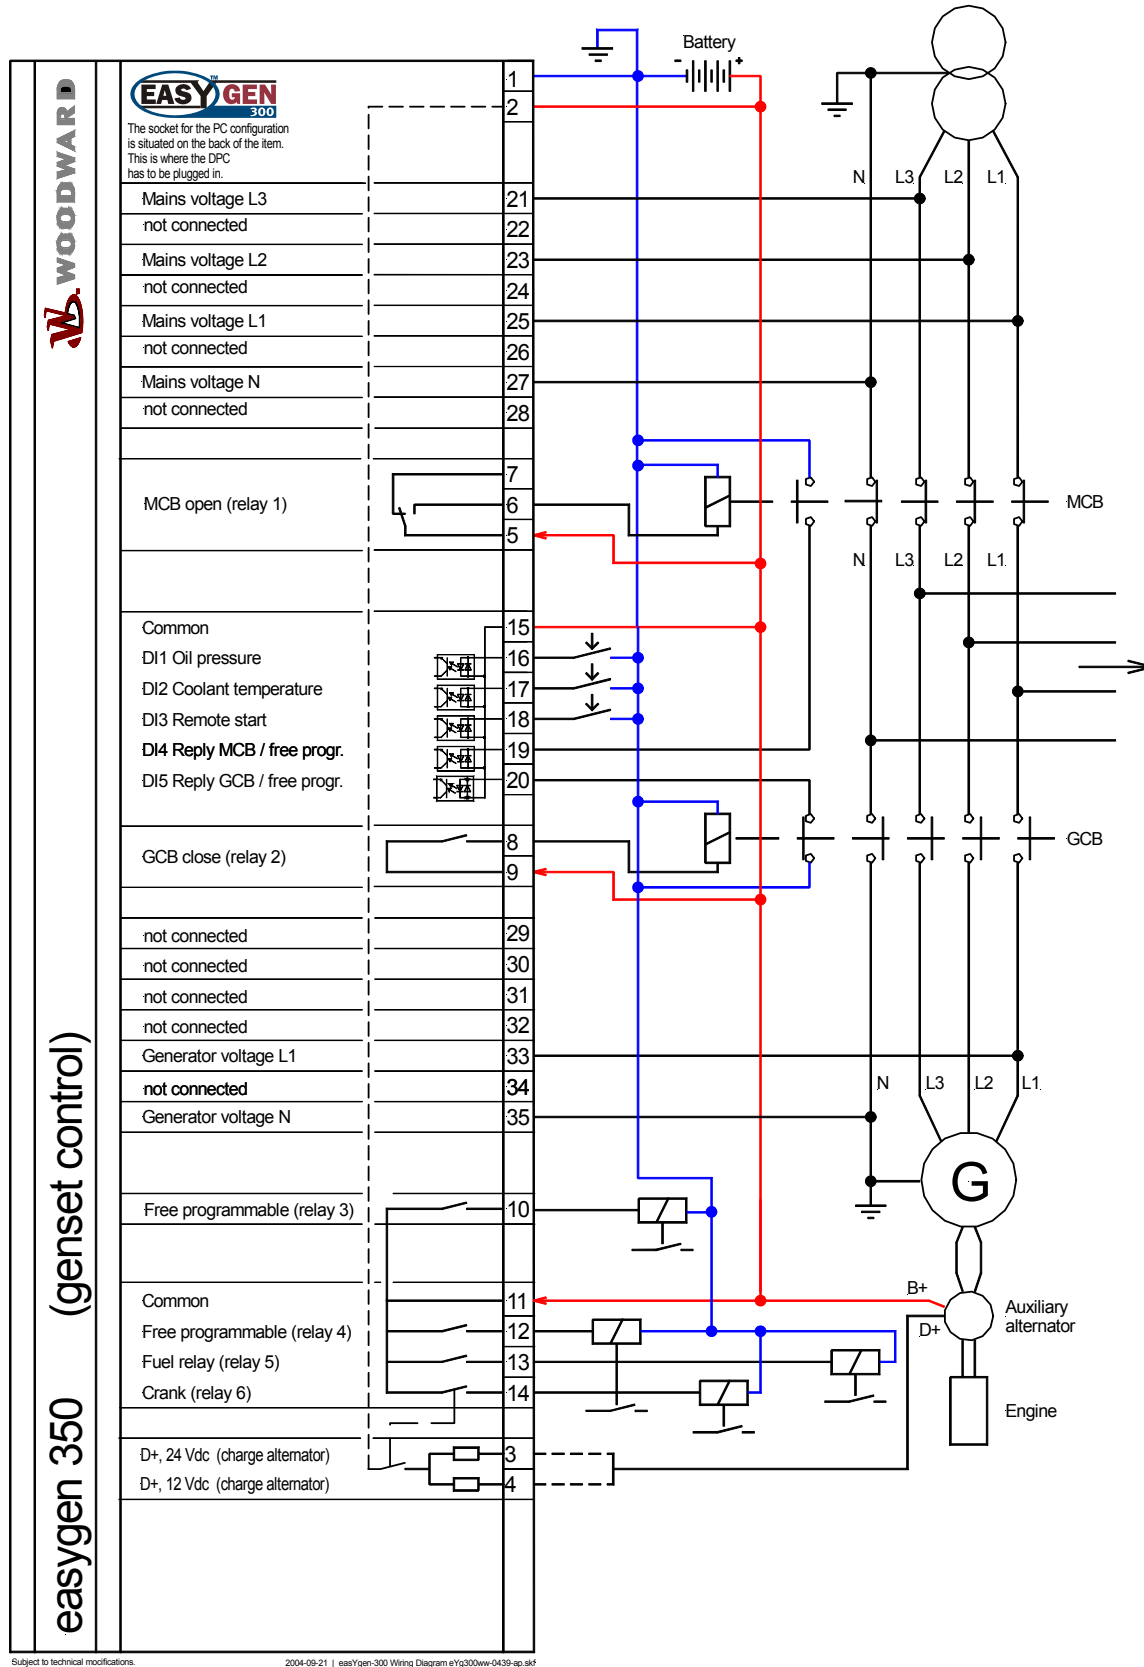 Battery
- +
WOODWARD
EASYGEN™
300
The socket for the PC configuration
is situated on the back of the item.
This is where the DPC
has to be plugged in.
1
2
N L3 L2 L1
Mains voltage L3 21
not connected 22
Mains voltage L2 23
not connected 24
Mains voltage L1 25
not connected 26
Mains voltage N 27
not connected 28
7
MCB open (relay 1) 6
5
MCB
N L3 L2 L1
Common 15
DI1 Oil pressure 16
DI2 Coolant temperature 17
DI3 Remote start 18
DI4 Reply MCB / free progr. 19
DI5 Reply GCB / free progr. 20
GCB close (relay 2) 8
9
GCB
not connected 29
not connected 30
not connected 31
not connected 32
Generator voltage L1 33
not connected 34
Generator voltage N 35
N L3 L2 L1
G
Free programmable (relay 3) 10
Common 11
Free programmable (relay 4) 12
Fuel relay (relay 5) 13
Crank (relay 6) 14
B+
D+
Auxiliary
alternator
Engine
D+, 24 Vdc (charge alternator) 3
D+, 12 Vdc (charge alternator) 4
easygen 350 (genset control)
Subject to technical modifications.
2004-09-21 | easYgen-300 Wiring Diagram eYg300ww-0439-ap.skf